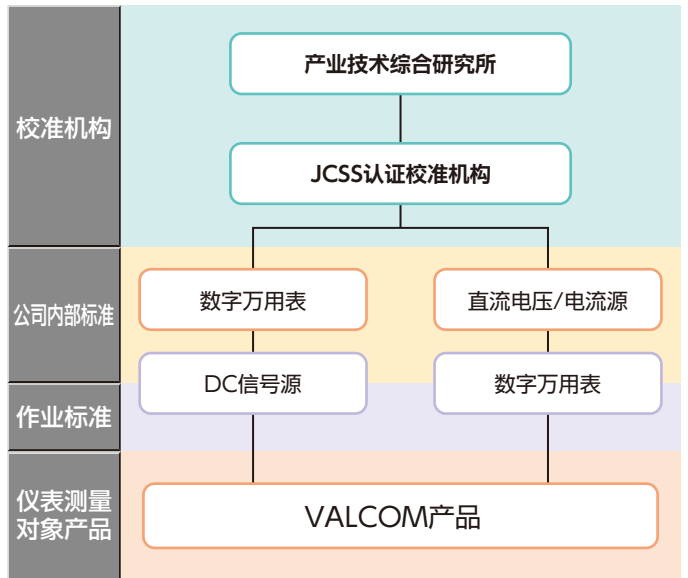 校准机构
产业技术综合研究所
JCSS认证校准机构
公司内部标准
数字万用表
直流电压/电流源
作业标准
DC信号源
数字万用表
仪表测量
对象产品
VALCOM产品